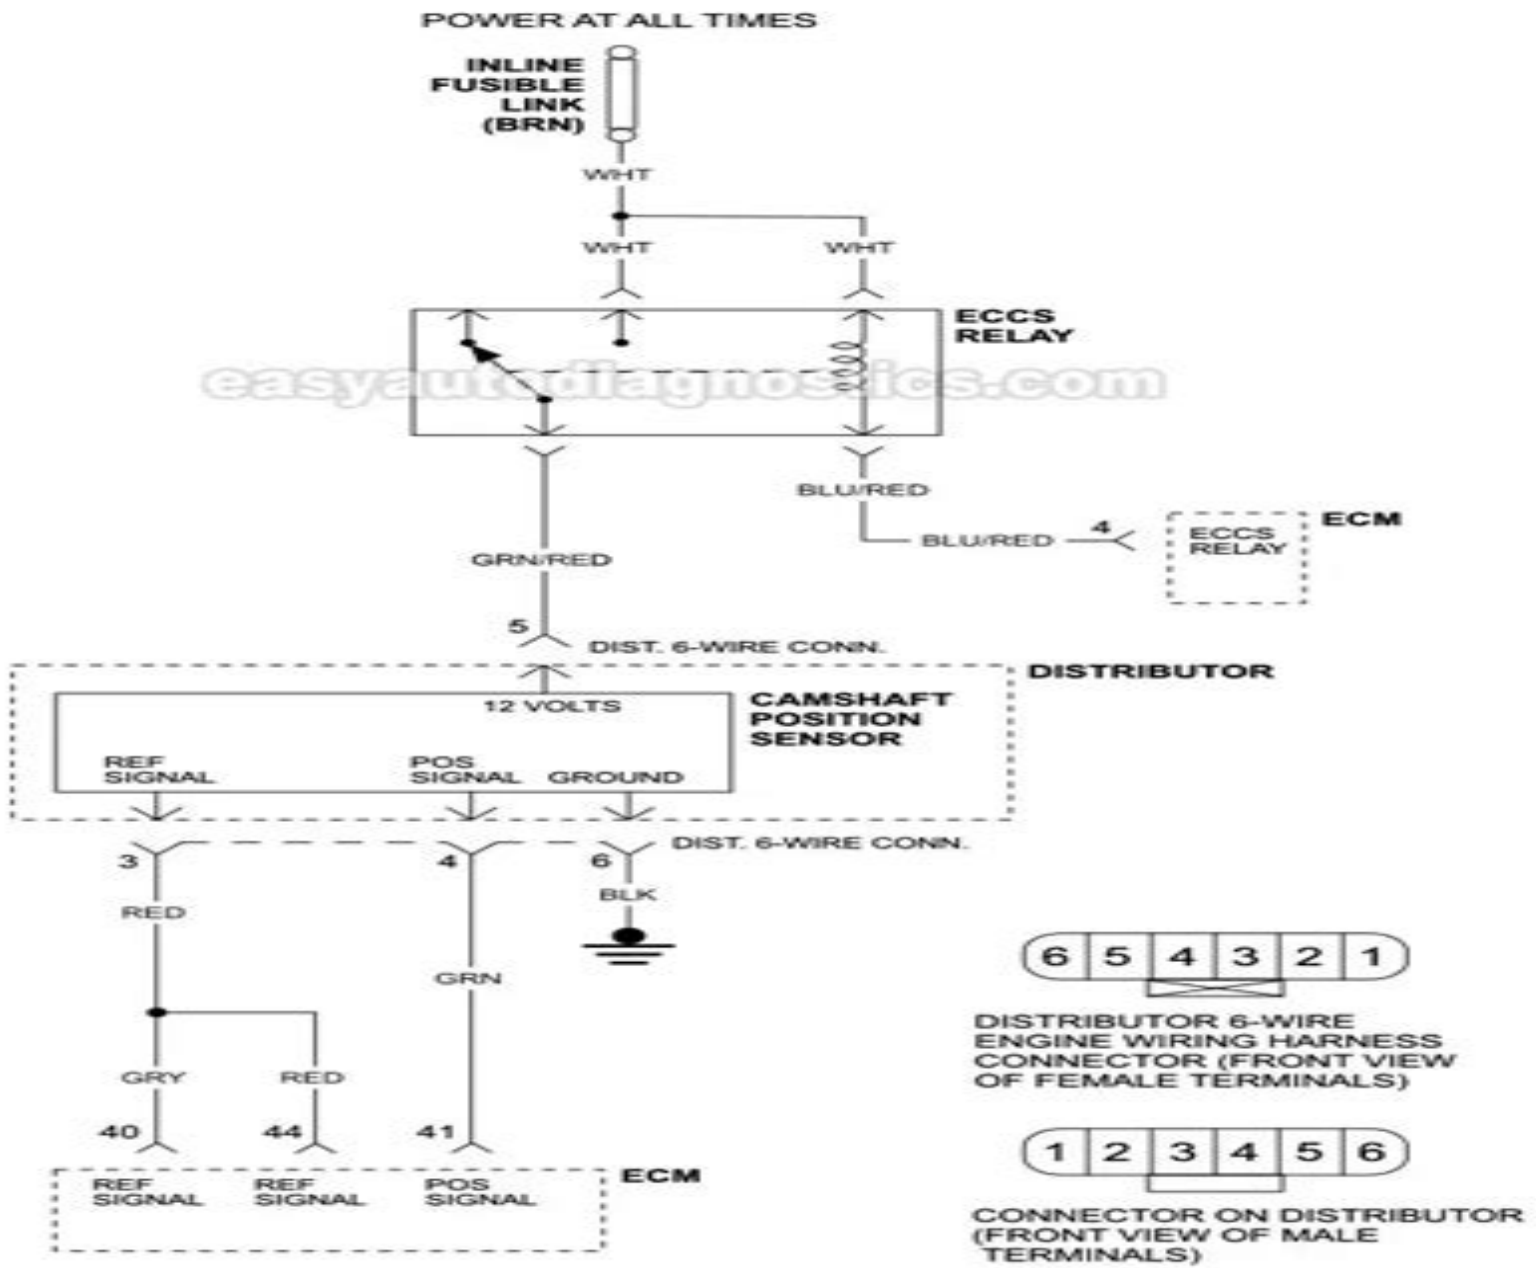 POWER AT ALL TIMES
INLINE
FUSIBLE
LINK
(BRN)
WHT
WHT
WHT
ECCS
RELAY
easyautodiagnostics.com
BLU/RED
BLU/RED
4
ECM
ECCS
RELAY
GRN/RED
5
DIST. 6-WIRE CONN.
DISTRIBUTOR
12 VOLTS
CAMSHAFT
POSITION
SENSOR
REF
SIGNAL
POS
SIGNAL
GROUND
3
4
6
DIST. 6-WIRE CONN.
RED
BLK
GRN
GRY
RED
40
44
41
ECM
REF
SIGNAL
REF
SIGNAL
POS
SIGNAL
6 5 4 3 2 1
DISTRIBUTOR 6-WIRE
ENGINE WIRING HARNESS
CONNECTOR (FRONT VIEW
OF FEMALE TERMINALS)
1 2 3 4 5 6
CONNECTOR ON DISTRIBUTOR
(FRONT VIEW OF MALE
TERMINALS)